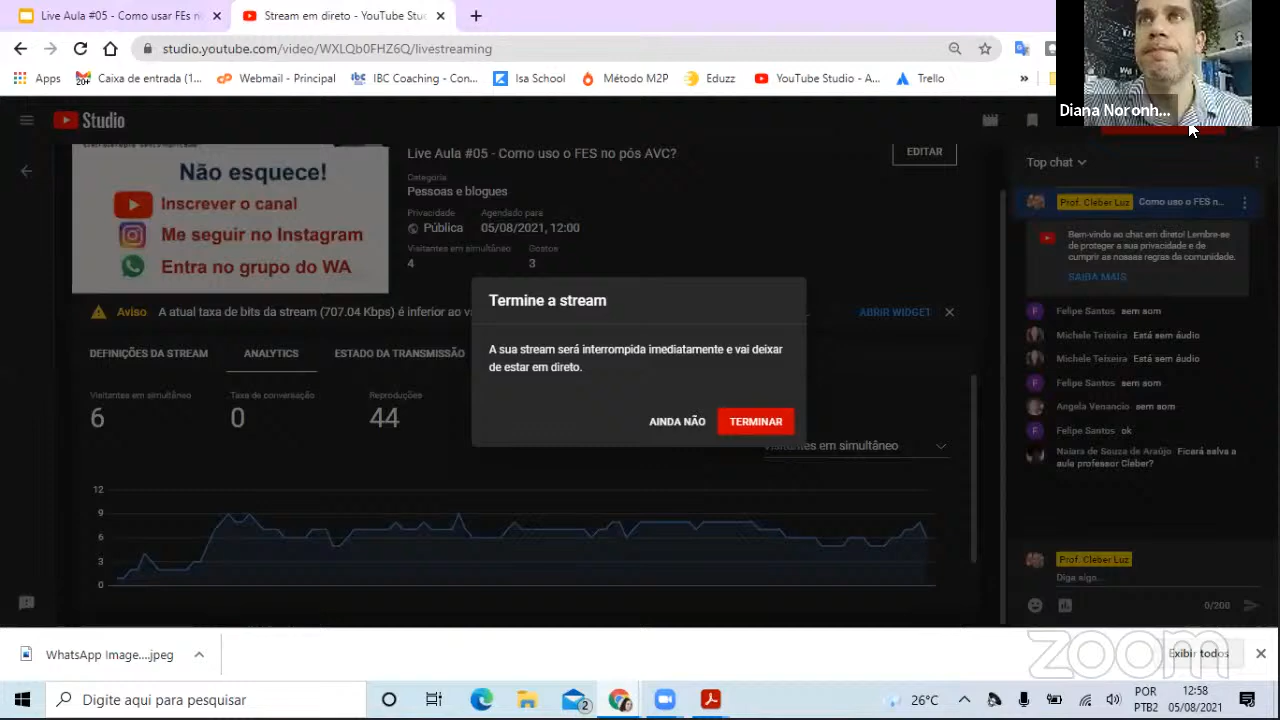 Live Aula #05 - Como usar FEs n
Stream em direto - YouTube Stu
studio.youtube.com/video/WXLQb0FHZ6Q/livestreaming
Apps
20+
Caixa de entrada (1...
Webmail - Principal
IBC Coaching - Con...
Isa School
Método M2P
Eduzz
YouTube Studio - A...
Trello
»
Diana Noronh...
Studio
Não esquece!
Inscrever o canal
Me seguir no Instagram
Entra no grupo do WA
Live Aula #05 - Como uso o FES no pós AVC?
EDITAR
Categoria
Pessoas e blogues
Privacidade
Agendado para
Pública
05/08/2021, 12:00
Visitantes em simultâneo
Gostos
4
3
Aviso
A atual taxa de bits da stream (707.04 Kbps) é inferior ao va
ABRIR WIDGET
DEFINIÇÕES DA STREAM
ANALYTICS
ESTADO DA TRANSMISSÃO
Visitantes em simultâneo
Taxa de conversação
Reproduções
6
0
44
Termine a stream
A sua stream será interrompida imediatamente e vai deixar
de estar em direto.
AINDA NÃO
TERMINAR
Visitantes em simultâneo
12
9
6
3
0
Top chat
Prof. Cleber Luz
Como uso o FES n...
Bem-vindo ao chat em direto! Lembre-se
de proteger a sua privacidade e de
cumprir as nossas regras da comunidade.
SAIBA MAIS
Felipe Santos sem som
Michele Teixeira Está sem áudio
Michele Teixeira Está sem áudio
Felipe Santos sem som
Angela Venancio sem som
Felipe Santos ok
Naiara de Souza de Araújo Ficará salva a
aula professor Cleber?
Prof. Cleber Luz
Diga algo...
0/200
WhatsApp Image....jpeg
zoom
Exibir todos
Digite aqui para pesquisar
2
26°C
POR
PTB2
12:58
05/08/2021